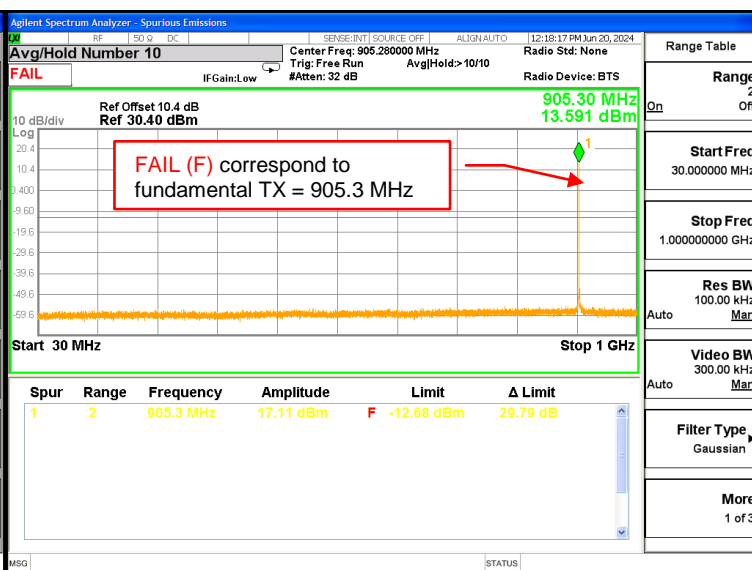 Agilent Spectrum Analyzer - Spurious Emissions
LXI RF 50 Ω DC SENSE:INT SOURCE OFF ALIGN AUTO 12:18:17 PM Jun 20, 2024
Avg/Hold Number 10
Center Freq: 905.280000 MHz
Radio Std: None
Trig: Free Run Avg|Hold:>10/10
FAIL
IFGain:Low
#Atten: 32 dB
Radio Device: BTS
905.30 MHz
13.591 dBm
Ref Offset 10.4 dB
10 dB/div Ref 30.40 dBm
Log
20.4
10.4
0.400
-9.60
-19.6
-29.6
-39.6
-49.6
-59.6
1
FAIL (F) correspond to
fundamental TX = 905.3 MHz
Start 30 MHz Stop 1 GHz
Spur Range Frequency Amplitude Limit Δ Limit
1 2 905.3 MHz 17.11 dBm F -12.68 dBm 29.79 dB
MSG STATUS
Range Table
Range
2
On Off
Start Freq
30.000000 MHz
Stop Freq
1.000000000 GHz
Res BW
100.00 kHz
Auto Man
Video BW
300.00 kHz
Auto Man
Filter Type
Gaussian
More
1 of 3